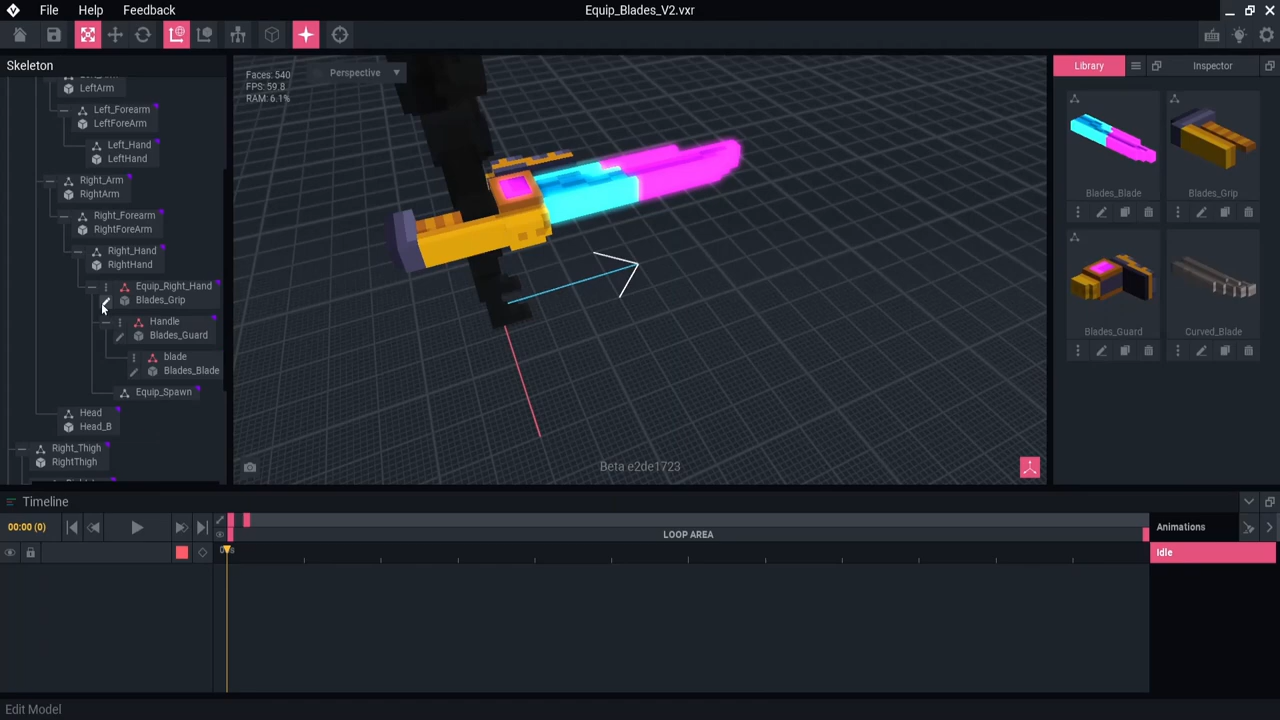 File Help Feedback
Equip_Blades_V2.vxr
Skeleton
LeftArm
Left_Forearm
LeftForeArm
Left_Hand
LeftHand
Right_Arm
RightArm
Right_Forearm
RightForeArm
Right_Hand
RightHand
Equip_Right_Hand
Blades_Grip
Handle
Blades_Guard
blade
Blades_Blade
Equip_Spawn
Head
Head_B
Right_Thigh
RightThigh
Faces: 540
FPS: 59.8
RAM: 6.1%
Perspective
Beta e2de1723
Library
Inspector
Blades_Blade
Blades_Grip
Blades_Guard
Curved_Blade
Timeline
00:00 (0)
LOOP AREA
Animations
Idle
Edit Model